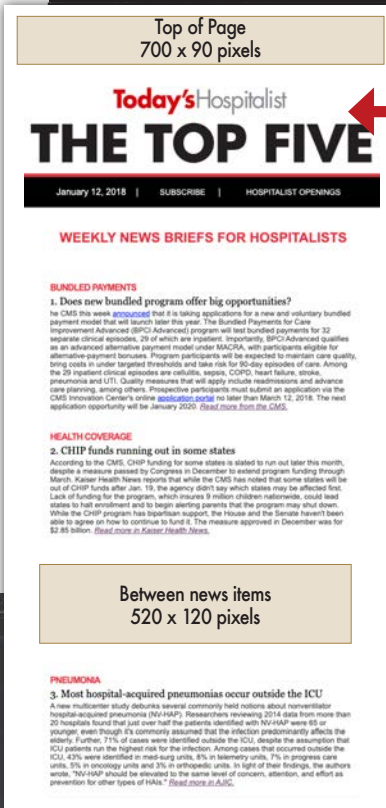 Top of Page
700 x 90 pixels
Today'sHospitalist
THE TOP FIVE
January 12, 2018 | SUBSCRIBE | HOSPITALIST OPENINGS
WEEKLY NEWS BRIEFS FOR HOSPITALISTS
BUNDLED PAYMENTS
1. Does new bundled program offer big opportunities?
he CMS this week announced that it is taking applications for a new and voluntary bundled
payment model that will launch later this year. The Bundled Payments for Care
Improvement Advanced (BPCI Advanced) program will test bundled payments for 32
separate clinical episodes, 29 of which are inpatient. Importantly, BPCI Advanced qualifies
as an advanced alternative payment model under MACRA, with participants eligible for
alternative-payment bonuses. Program participants will be expected to maintain care quality,
bring costs in under targeted thresholds and take risk for 90-day episodes of care. Among
the 29 inpatient clinical episodes are cellulitis, sepsis, COPD, heart failure, stroke,
pneumonia and UTI. Quality measures that will apply include readmissions and advance
care planning, among others. Prospective participants must submit an application via the
CMS Innovation Center's online application portal no later than March 12, 2018. The next
application opportunity will be January 2020. Read more from the CMS.
HEALTH COVERAGE
2. CHIP funds running out in some states
According to the CMS, CHIP funding for some states is slated to run out later this month,
despite a measure passed by Congress in December to extend program funding through
March. Kaiser Health News reports that while the CMS has noted that some states will be
out of CHIP funds after Jan. 19, the agency didn't say which states may be affected first.
Lack of funding for the program, which insures 9 million children nationwide, could lead
states to halt enrollment and to begin alerting parents that the program may shut down.
While the CHIP program has bipartisan support, the House and the Senate haven't been
able to agree on how to continue to fund it. The measure approved in December was for
$2.85 billion. Read more in Kaiser Health News.
Between news items
520 x 120 pixels
PNEUMONIA
3. Most hospital-acquired pneumonias occur outside the ICU
A new multicenter study debunks several commonly held notions about nonventilator
hospital-acquired pneumonia (NV-HAP). Researchers reviewing 2014 data from more than
20 hospitals found that just over half the patients identified with NV-HAP were 65 or
younger, even though it's commonly assumed that the infection predominantly affects the
elderly. Further, 71% of cases were identified outside the ICU, despite the assumption that
ICU patients run the highest risk for the infection. Among cases that occurred outside the
ICU, 43% were identified in med-surg units, 8% in telemetry units, 7% in progress care
units, 5% in oncology units and 3% in orthopedic units. In light of their findings, the authors
wrote, "NV-HAP should be elevated to the same level of concern, attention, and effort as
prevention for other types of HAIs." Read more in AJIC.